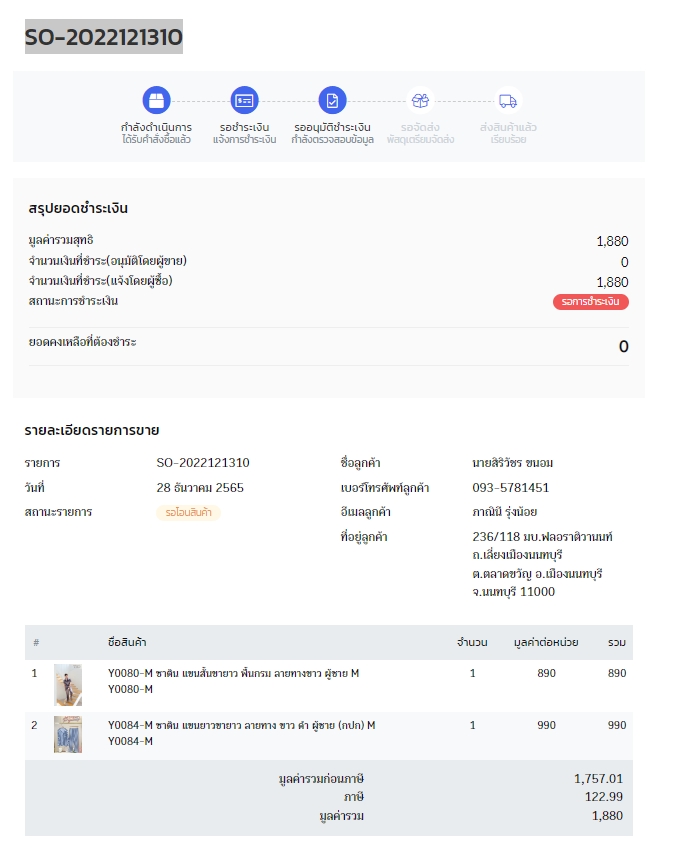 SO-2022121310
กำลังดำเนินการ
ได้รับคำสั่งซื้อแล้ว
รอชำระเงิน
แจ้งการชำระเงิน
รออนุมัติชำระเงิน
กำลังตรวจสอบข้อมูล
รอจัดส่ง
พัสดุเตรียมจัดส่ง
ส่งสินค้าแล้ว
เรียบร้อย
สรุปยอดชำระเงิน
มูลค่ารวมสุทธิ 1,880
จำนวนเงินที่ชำระ(อนุมัติโดยผู้ขาย) 0
จำนวนเงินที่ชำระ(แจ้งโดยผู้ซื้อ) 1,880
สถานะการชำระเงิน รอการชำระเงิน
ยอดคงเหลือที่ต้องชำระ 0
รายละเอียดรายการขาย
รายการ SO-2022121310
วันที่ 28 ธันวาคม 2565
สถานะรายการ รอโอนสินค้า
ชื่อลูกค้า นายสิริวัชร ขนอม
เบอร์โทรศัพท์ลูกค้า 093-5781451
อีเมลลูกค้า ภาณินี รุ่งน้อย
ที่อยู่ลูกค้า 236/118 มบ.ฟลอราติวานนท์
ถ.เลี่ยงเมืองนนทบุรี
ต.ตลาดขวัญ อ.เมืองนนทบุรี
จ.นนทบุรี 11000
# ชื่อสินค้า จำนวน มูลค่าต่อหน่วย รวม
1 Y0080-M ซาติน แขนสั้นขายาว พื้นกรม ลายทางขาว ผู้ชาย M 1 890 890
Y0080-M
2 Y0084-M ซาติน แขนยาวขายาว ลายทาง ขาว ดำ ผู้ชาย (กปก) M 1 990 990
Y0084-M
มูลค่ารวมก่อนภาษี 1,757.01
ภาษี 122.99
มูลค่ารวม 1,880